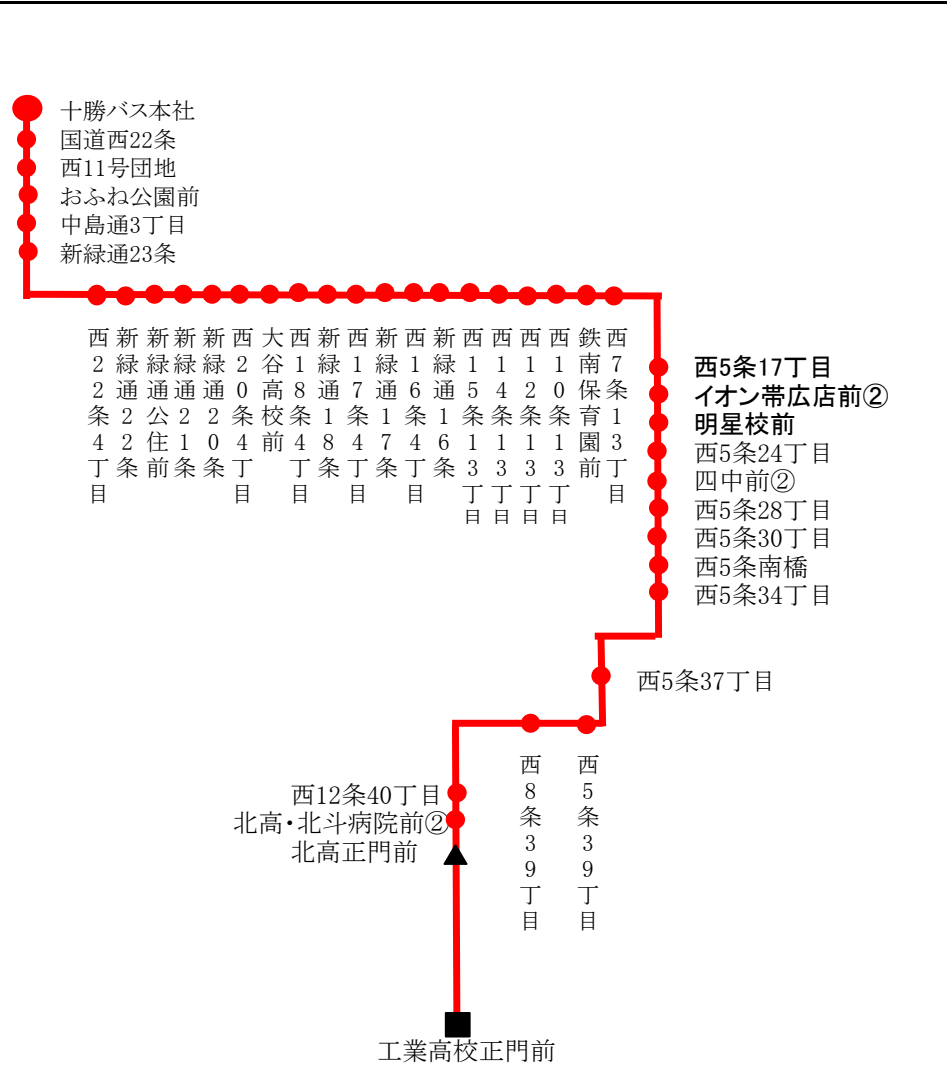 十勝バス本社
国道西22条
西11号団地
おふね公園前
中島通3丁目
新緑通23条
西22条4丁目
新緑通22条
新緑通公住前
新緑通21条
新緑通20条
西20条4丁目
大谷高校前
西18条4丁目
新緑通18条
西17条4丁目
新緑通17条
西16条4丁目
新緑通16条
西15条13丁目
西14条13丁目
西12条13丁目
西10条13丁目
鉄南保育園前
西7条13丁目
西5条17丁目
イオン帯広店前②
明星校前
西5条24丁目
四中前②
西5条28丁目
西5条30丁目
西5条南橋
西5条34丁目
西5条37丁目
西5条39丁目
西8条39丁目
西12条40丁目
北高・北斗病院前②
北高正門前
工業高校正門前